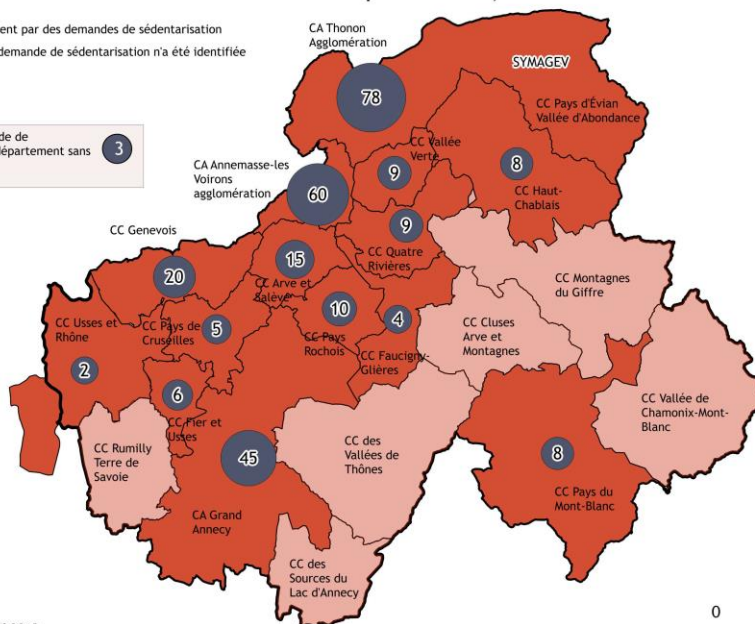 ent par des demandes de sédentarisation
demande de sédentarisation n'a été identifiée
de de
département sans
3
CA Thonon
Agglomération
78
SYMAGEV
CC Pays d'Évian
Vallée d'Abondance
CC Vallée
Verte
9
8
CC Haut-
Chablais
CA Annemasse-les
Voirons
agglomération
60
9
CC Quatre
Rivières
CC Genevois
20
15
CC Arve et
Salève
CC Montagnes
du Giffre
10
CC Pays
Rochois
4
CC Faucigny-
Glières
CC Cluses
Arve et
Montagnes
CC Usses et
Rhône
2
CC Pays de
Cruseilles
5
6
CC Fier et
Usses
CC Vallée de
Chamonix-Mont-
Blanc
CC Rumilly
Terre de
Savoie
45
CA Grand
Annecy
CC des
Vallées de
Thônes
8
CC Pays du
Mont-Blanc
CC des
Sources du
Lac d'Annecy
0